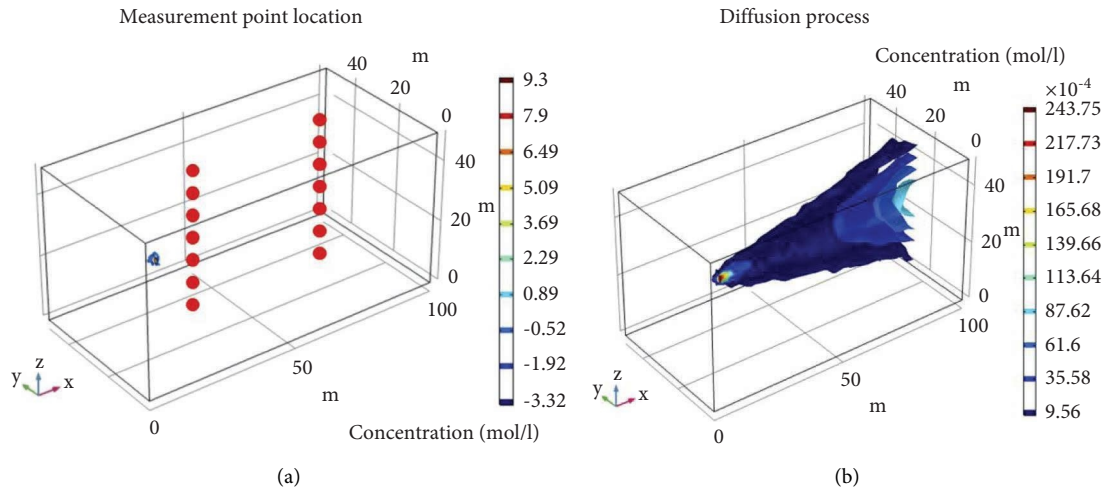 Measurement point location
m
40
20
0
40
20
m
0
100
50
m
0
z
y
x
9.3
7.9
6.49
5.09
3.69
2.29
0.89
-0.52
-1.92
-3.32
Concentration (mol/l)
(a)
Diffusion process
Concentration (mol/l)
×10⁻⁴
m
40
20
0
40
20
m
0
100
50
m
0
z
y
x
243.75
217.73
191.7
165.68
139.66
113.64
87.62
61.6
35.58
9.56
(b)